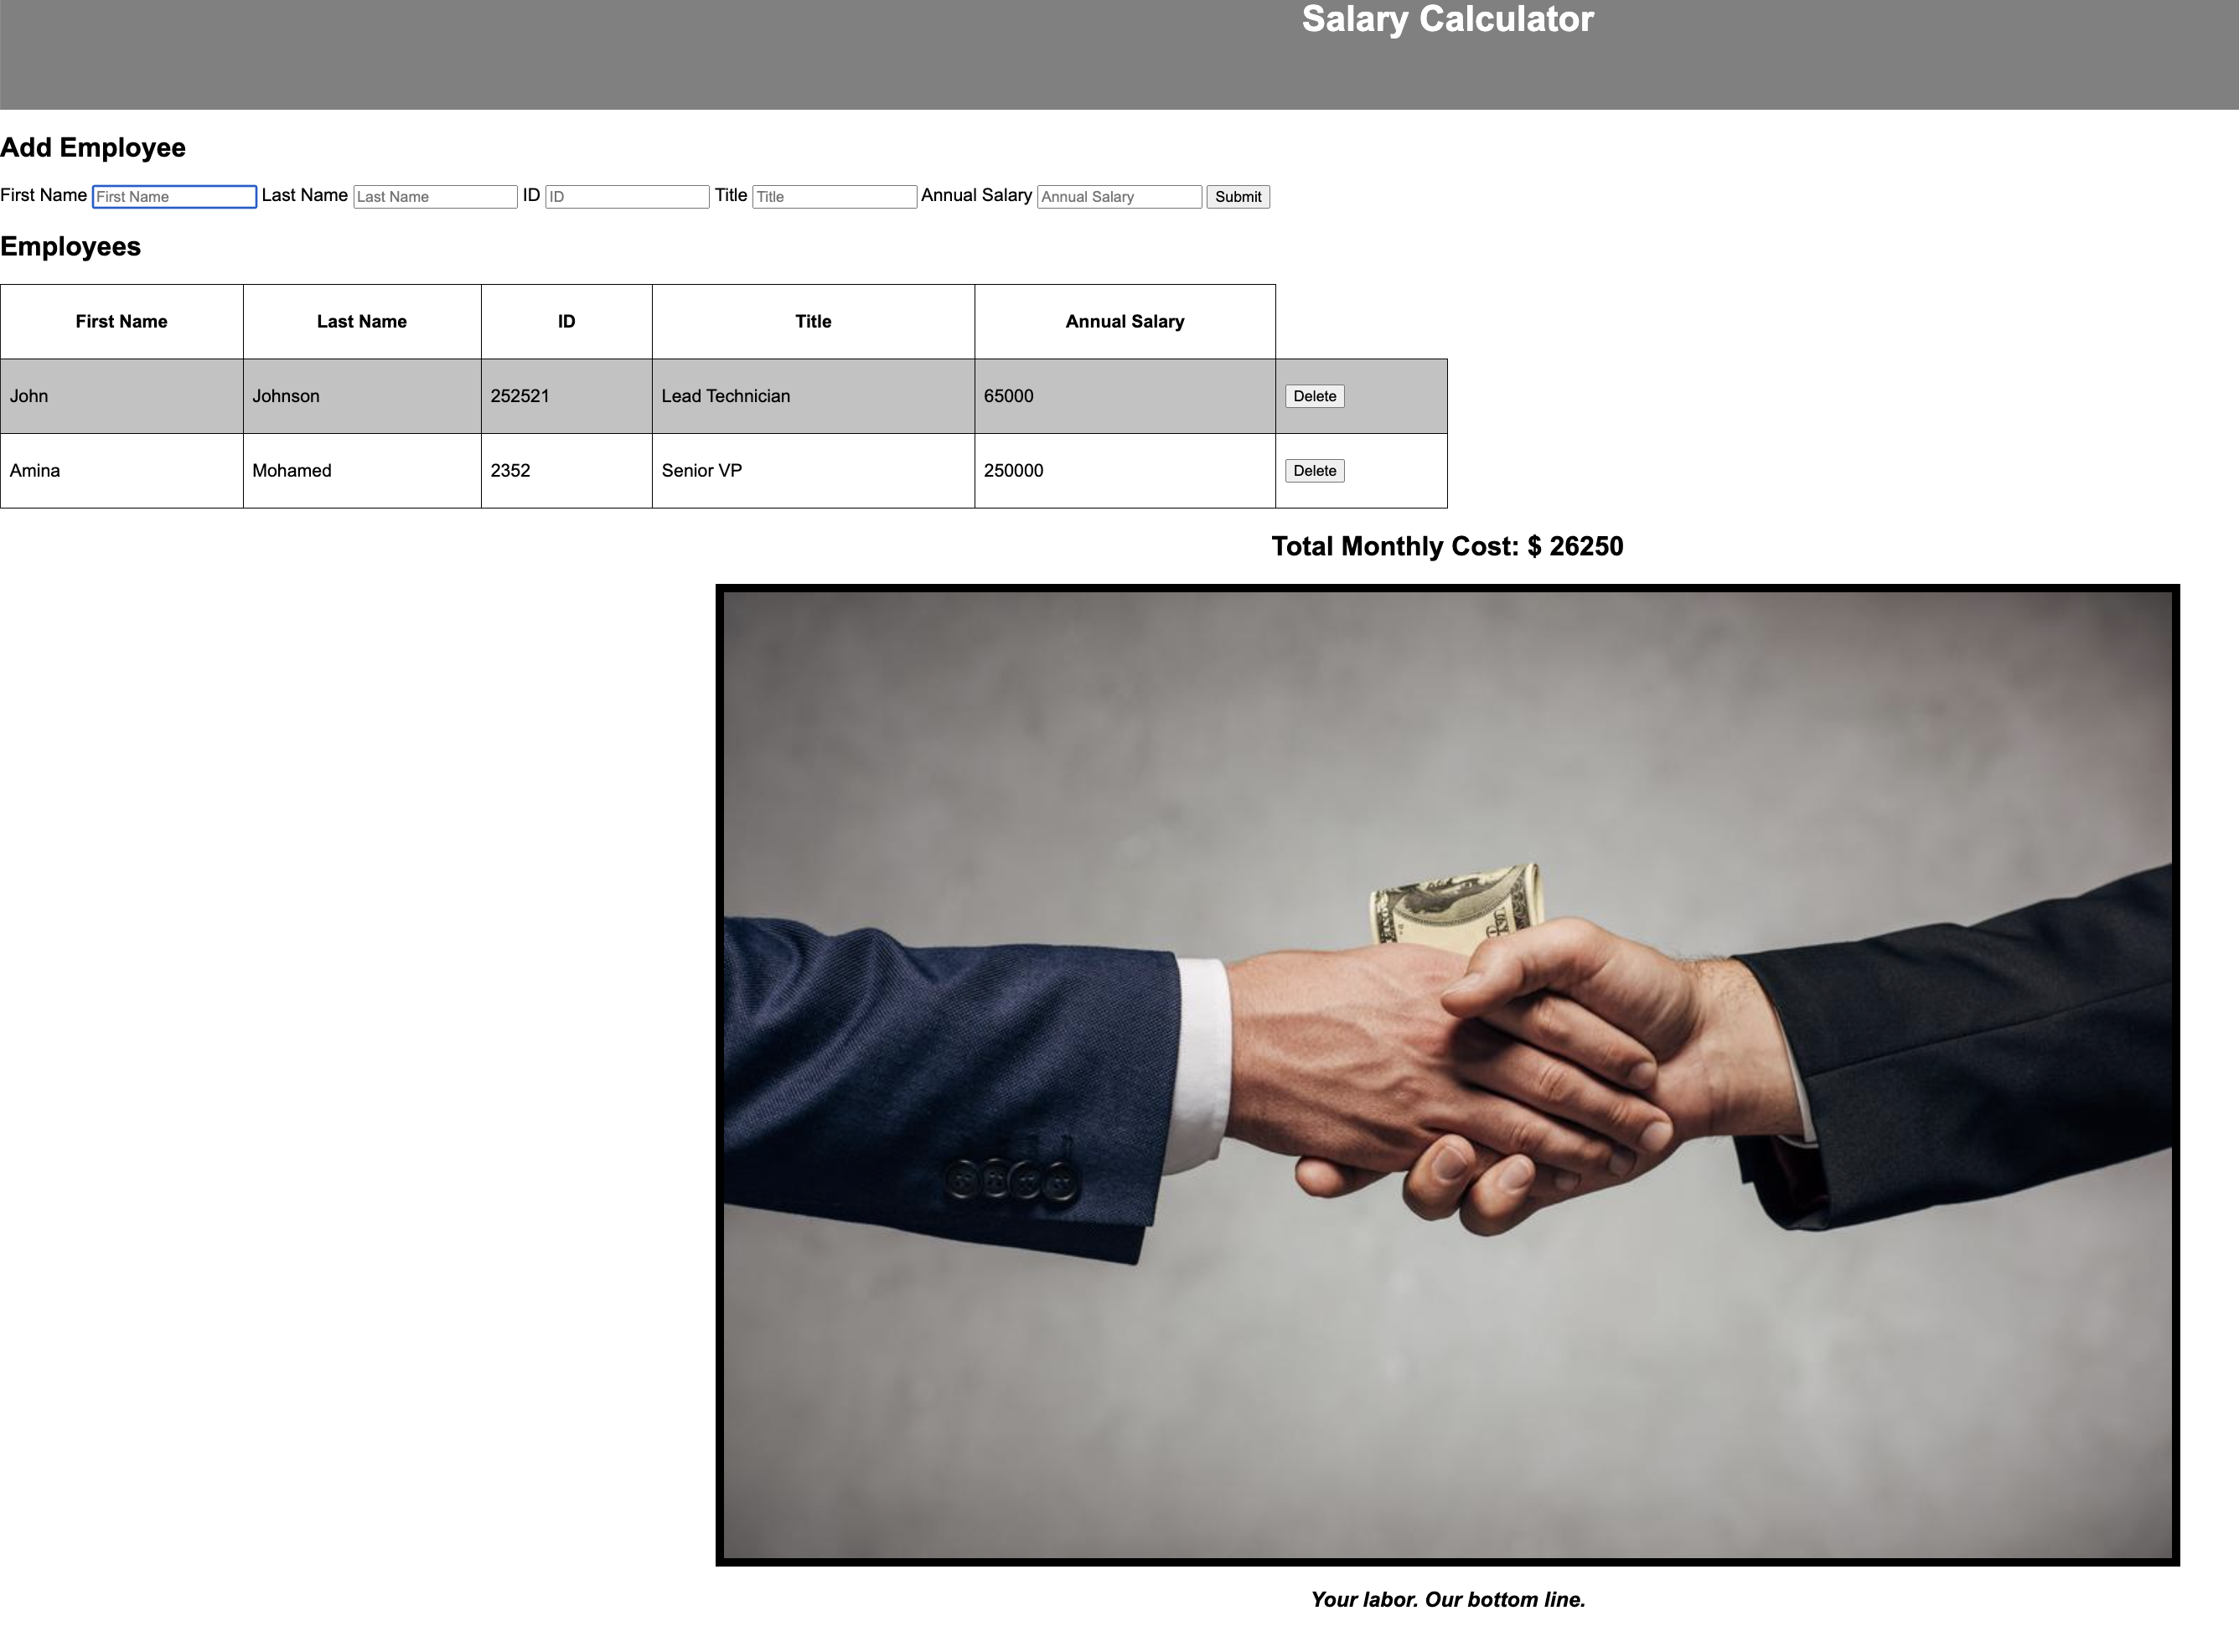 Salary Calculator
Add Employee
First Name First Name Last Name Last Name ID ID Title Title Annual Salary Annual Salary Submit
Employees
First Name Last Name ID Title Annual Salary
John Johnson 252521 Lead Technician 65000 Delete
Amina Mohamed 2352 Senior VP 250000 Delete
Total Monthly Cost: $ 26250
Your labor. Our bottom line.